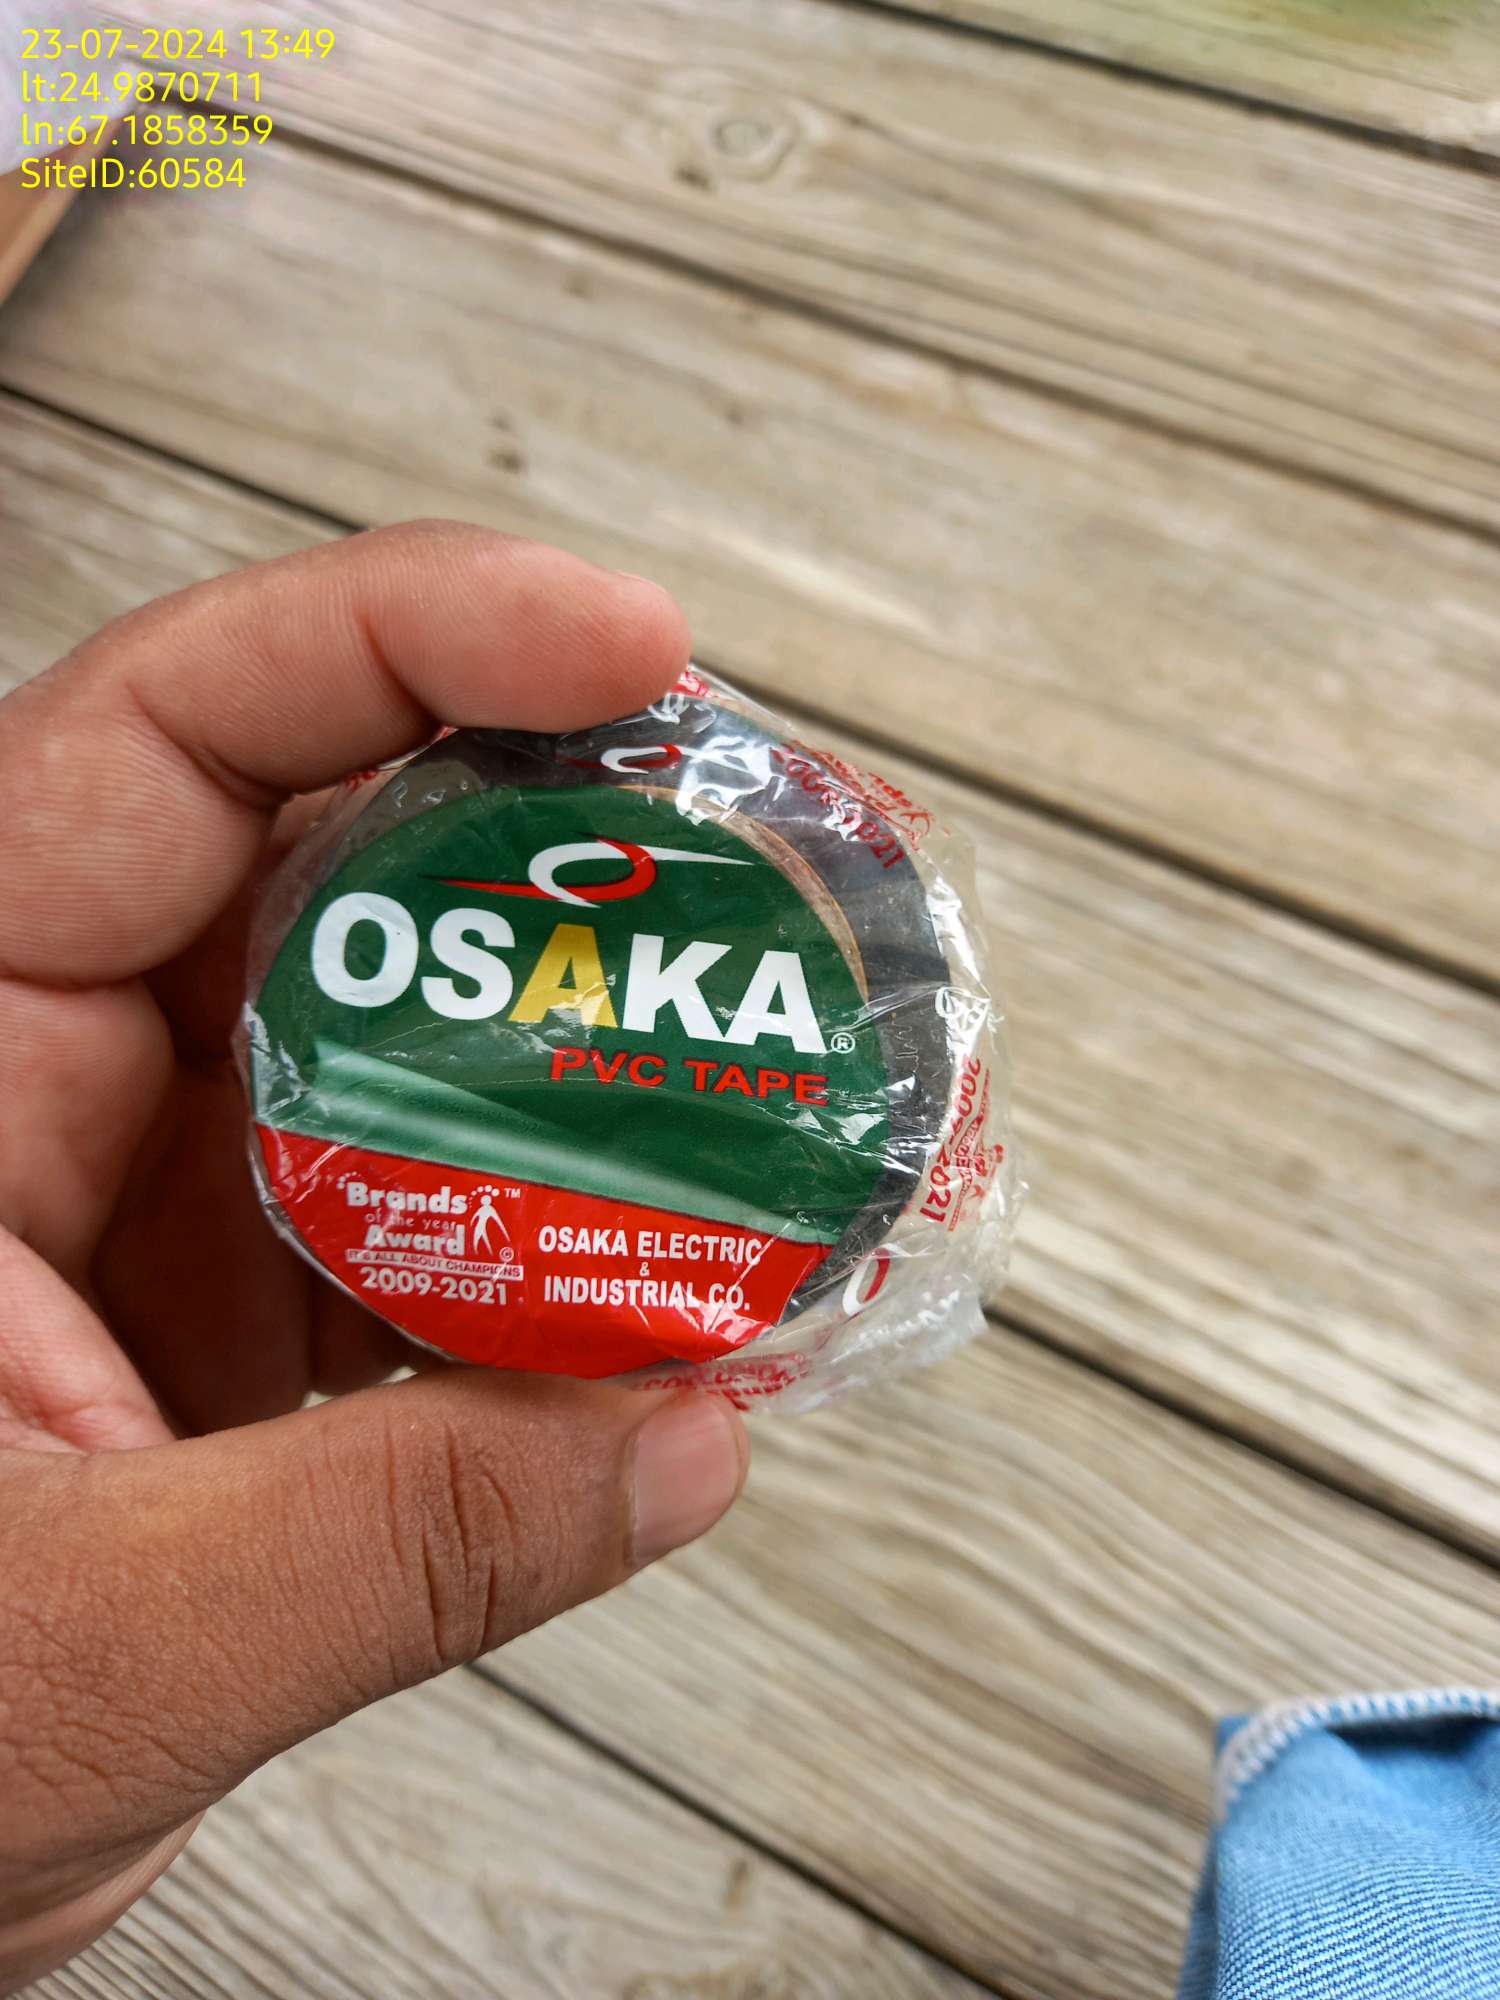 23-07-2024 13:49
lt:24.9870711
ln:67.1858359
SiteID:60584
OSAKA®
PVC TAPE
Brands™
of the year
Award©
IT'S ALL ABOUT CHAMPIONS
2009-2021
OSAKA ELECTRIC
&
INDUSTRIAL CO.
2009-2021
2009-2021